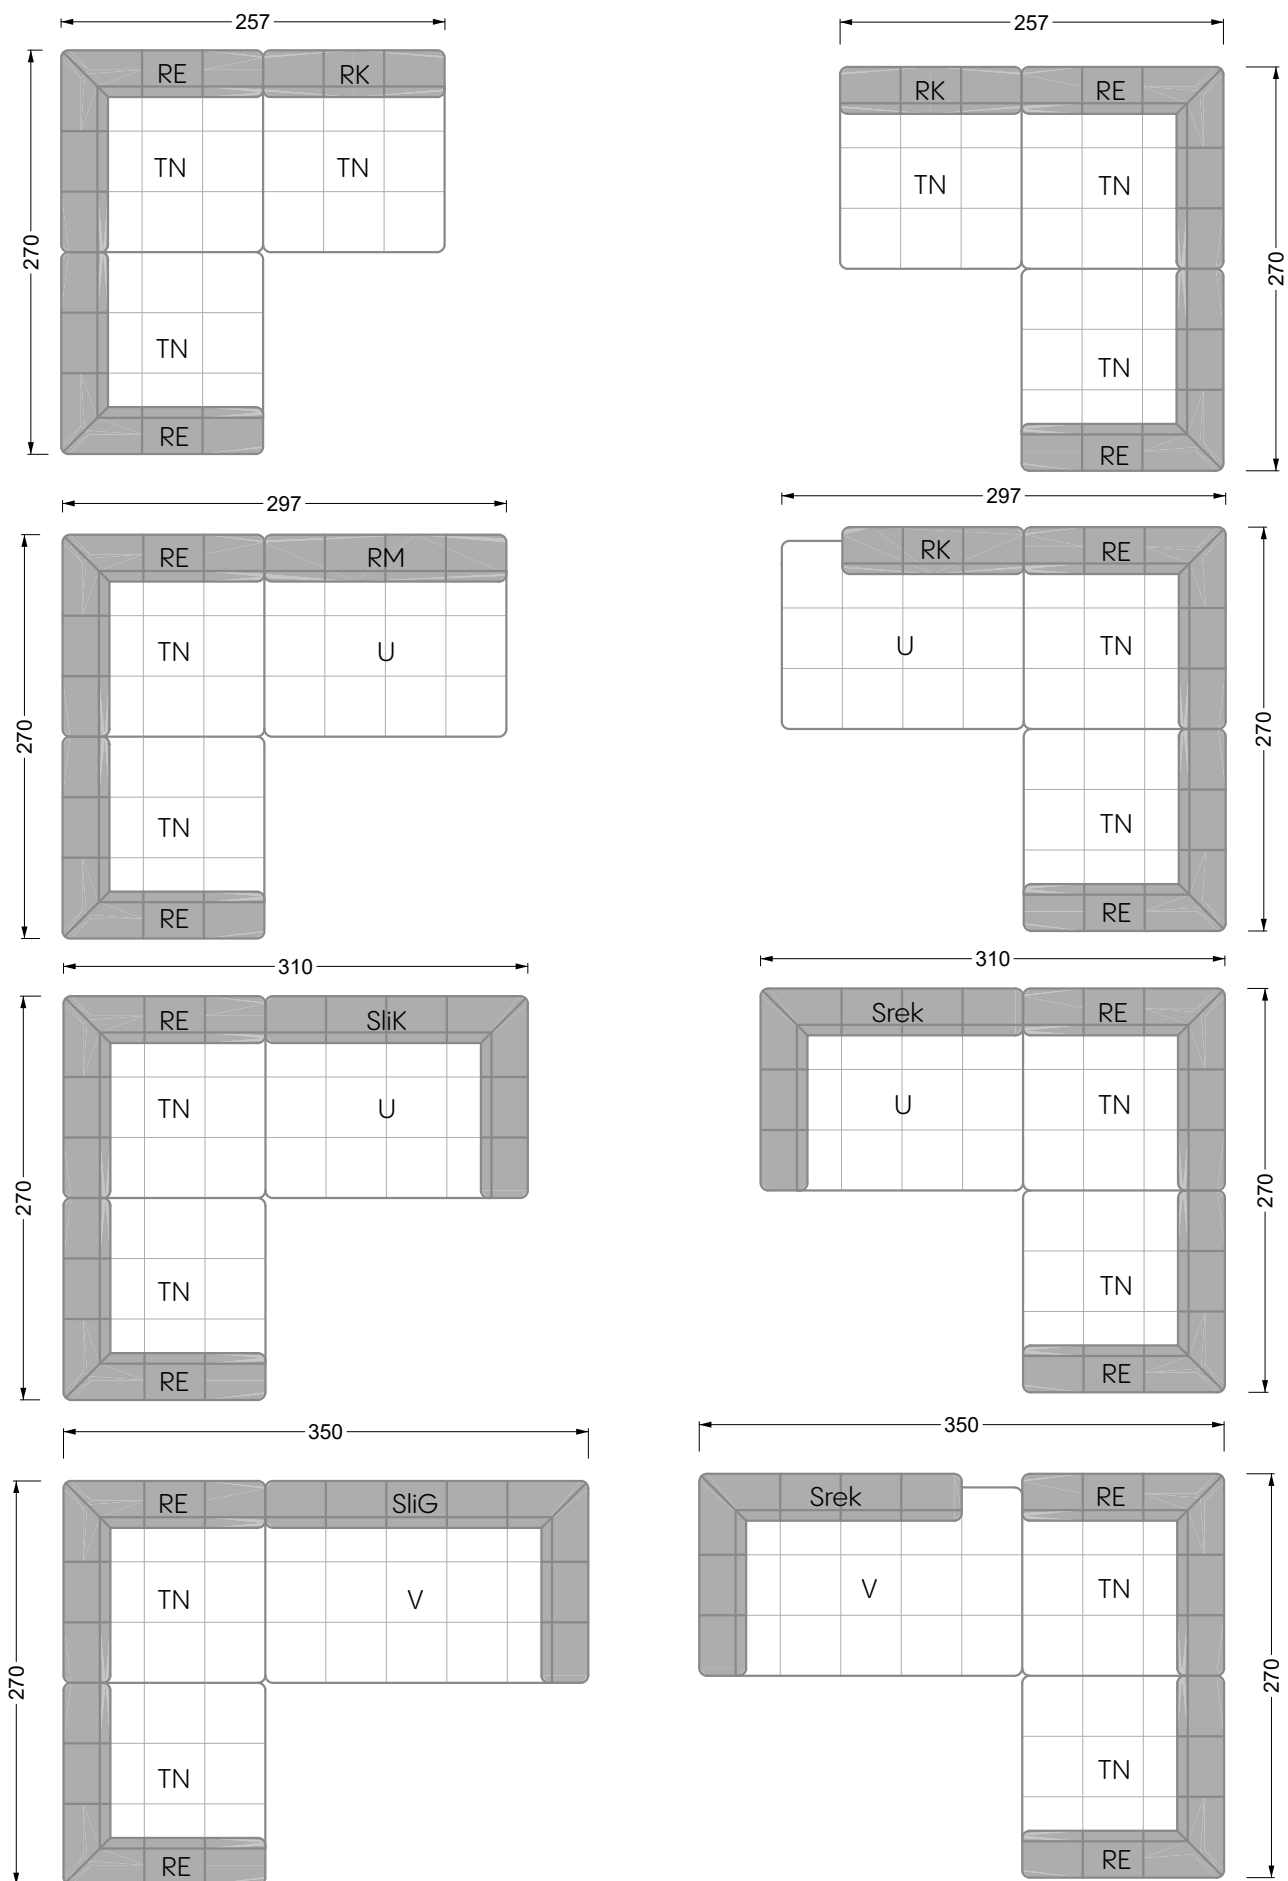 257
RE RK
TN TN
270
TN
RE
257
RK RE
TN TN
270
TN
RE
297
RE RM
TN U
270
TN
RE
297
RK RE
U TN
270
TN
RE
310
RE SliK
TN U
270
TN
RE
310
Srek RE
U TN
270
TN
RE
350
RE SliG
TN V
270
TN
RE
350
Srek RE
V TN
270
TN
RE